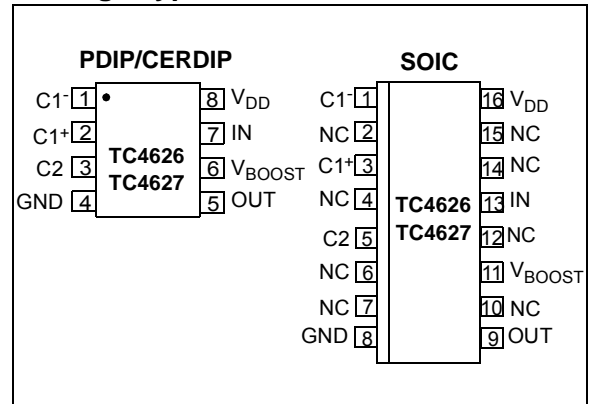 PDIP/CERDIP
C1- 1
C1+ 2
C2 3
GND 4
8 VDD
7 IN
6 VBOOST
5 OUT
TC4626
TC4627
SOIC
C1- 1
NC 2
C1+ 3
NC 4
C2 5
NC 6
NC 7
GND 8
16 VDD
15 NC
14 NC
13 IN
12 NC
11 VBOOST
10 NC
9 OUT
TC4626
TC4627